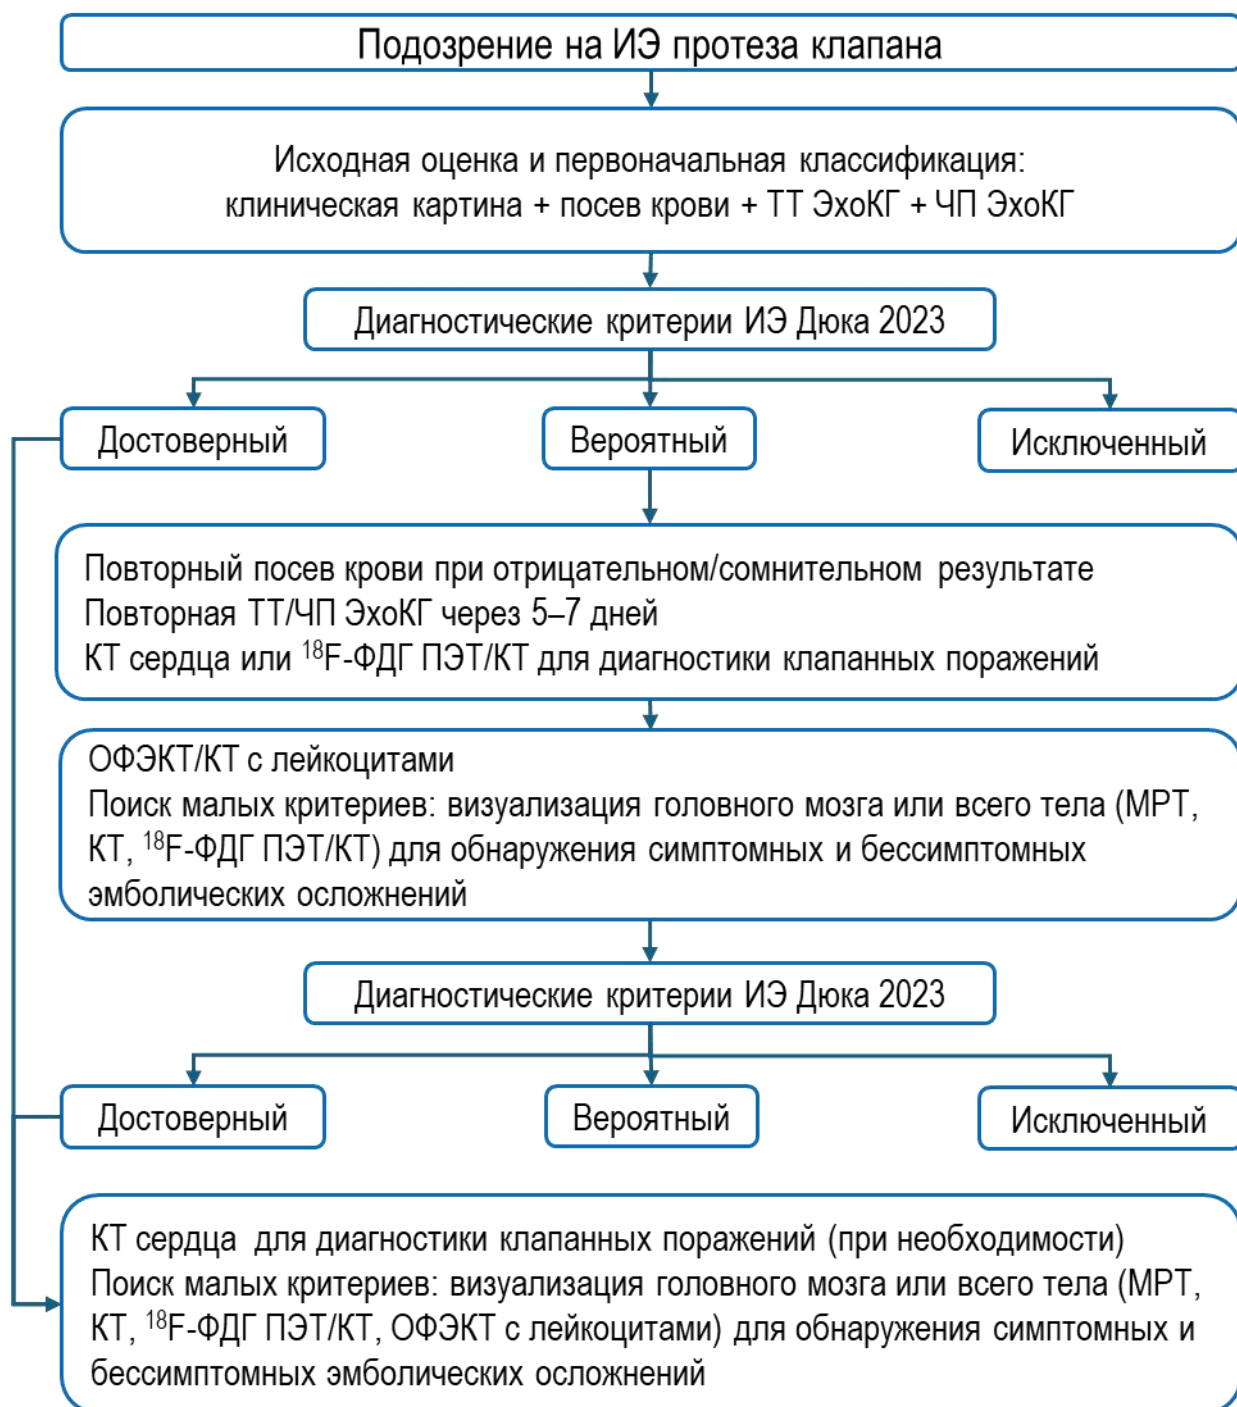 Подозрение на ИЭ протеза клапана
Исходная оценка и первоначальная классификация:
клиническая картина + посев крови + ТТ ЭхоКГ + ЧП ЭхоКГ
Диагностические критерии ИЭ Дюка 2023
Достоверный
Вероятный
Исключенный
Повторный посев крови при отрицательном/сомнительном результате
Повторная ТТ/ЧП ЭхоКГ через 5–7 дней
КТ сердца или ¹⁸F-ФДГ ПЭТ/КТ для диагностики клапанных поражений
ОФЭКТ/КТ с лейкоцитами
Поиск малых критериев: визуализация головного мозга или всего тела (МРТ,
КТ, ¹⁸F-ФДГ ПЭТ/КТ) для обнаружения симптомных и бессимптомных
эмболических осложнений
Диагностические критерии ИЭ Дюка 2023
Достоверный
Вероятный
Исключенный
КТ сердца для диагностики клапанных поражений (при необходимости)
Поиск малых критериев: визуализация головного мозга или всего тела (МРТ,
КТ, ¹⁸F-ФДГ ПЭТ/КТ, ОФЭКТ с лейкоцитами) для обнаружения симптомных и
бессимптомных эмболических осложнений